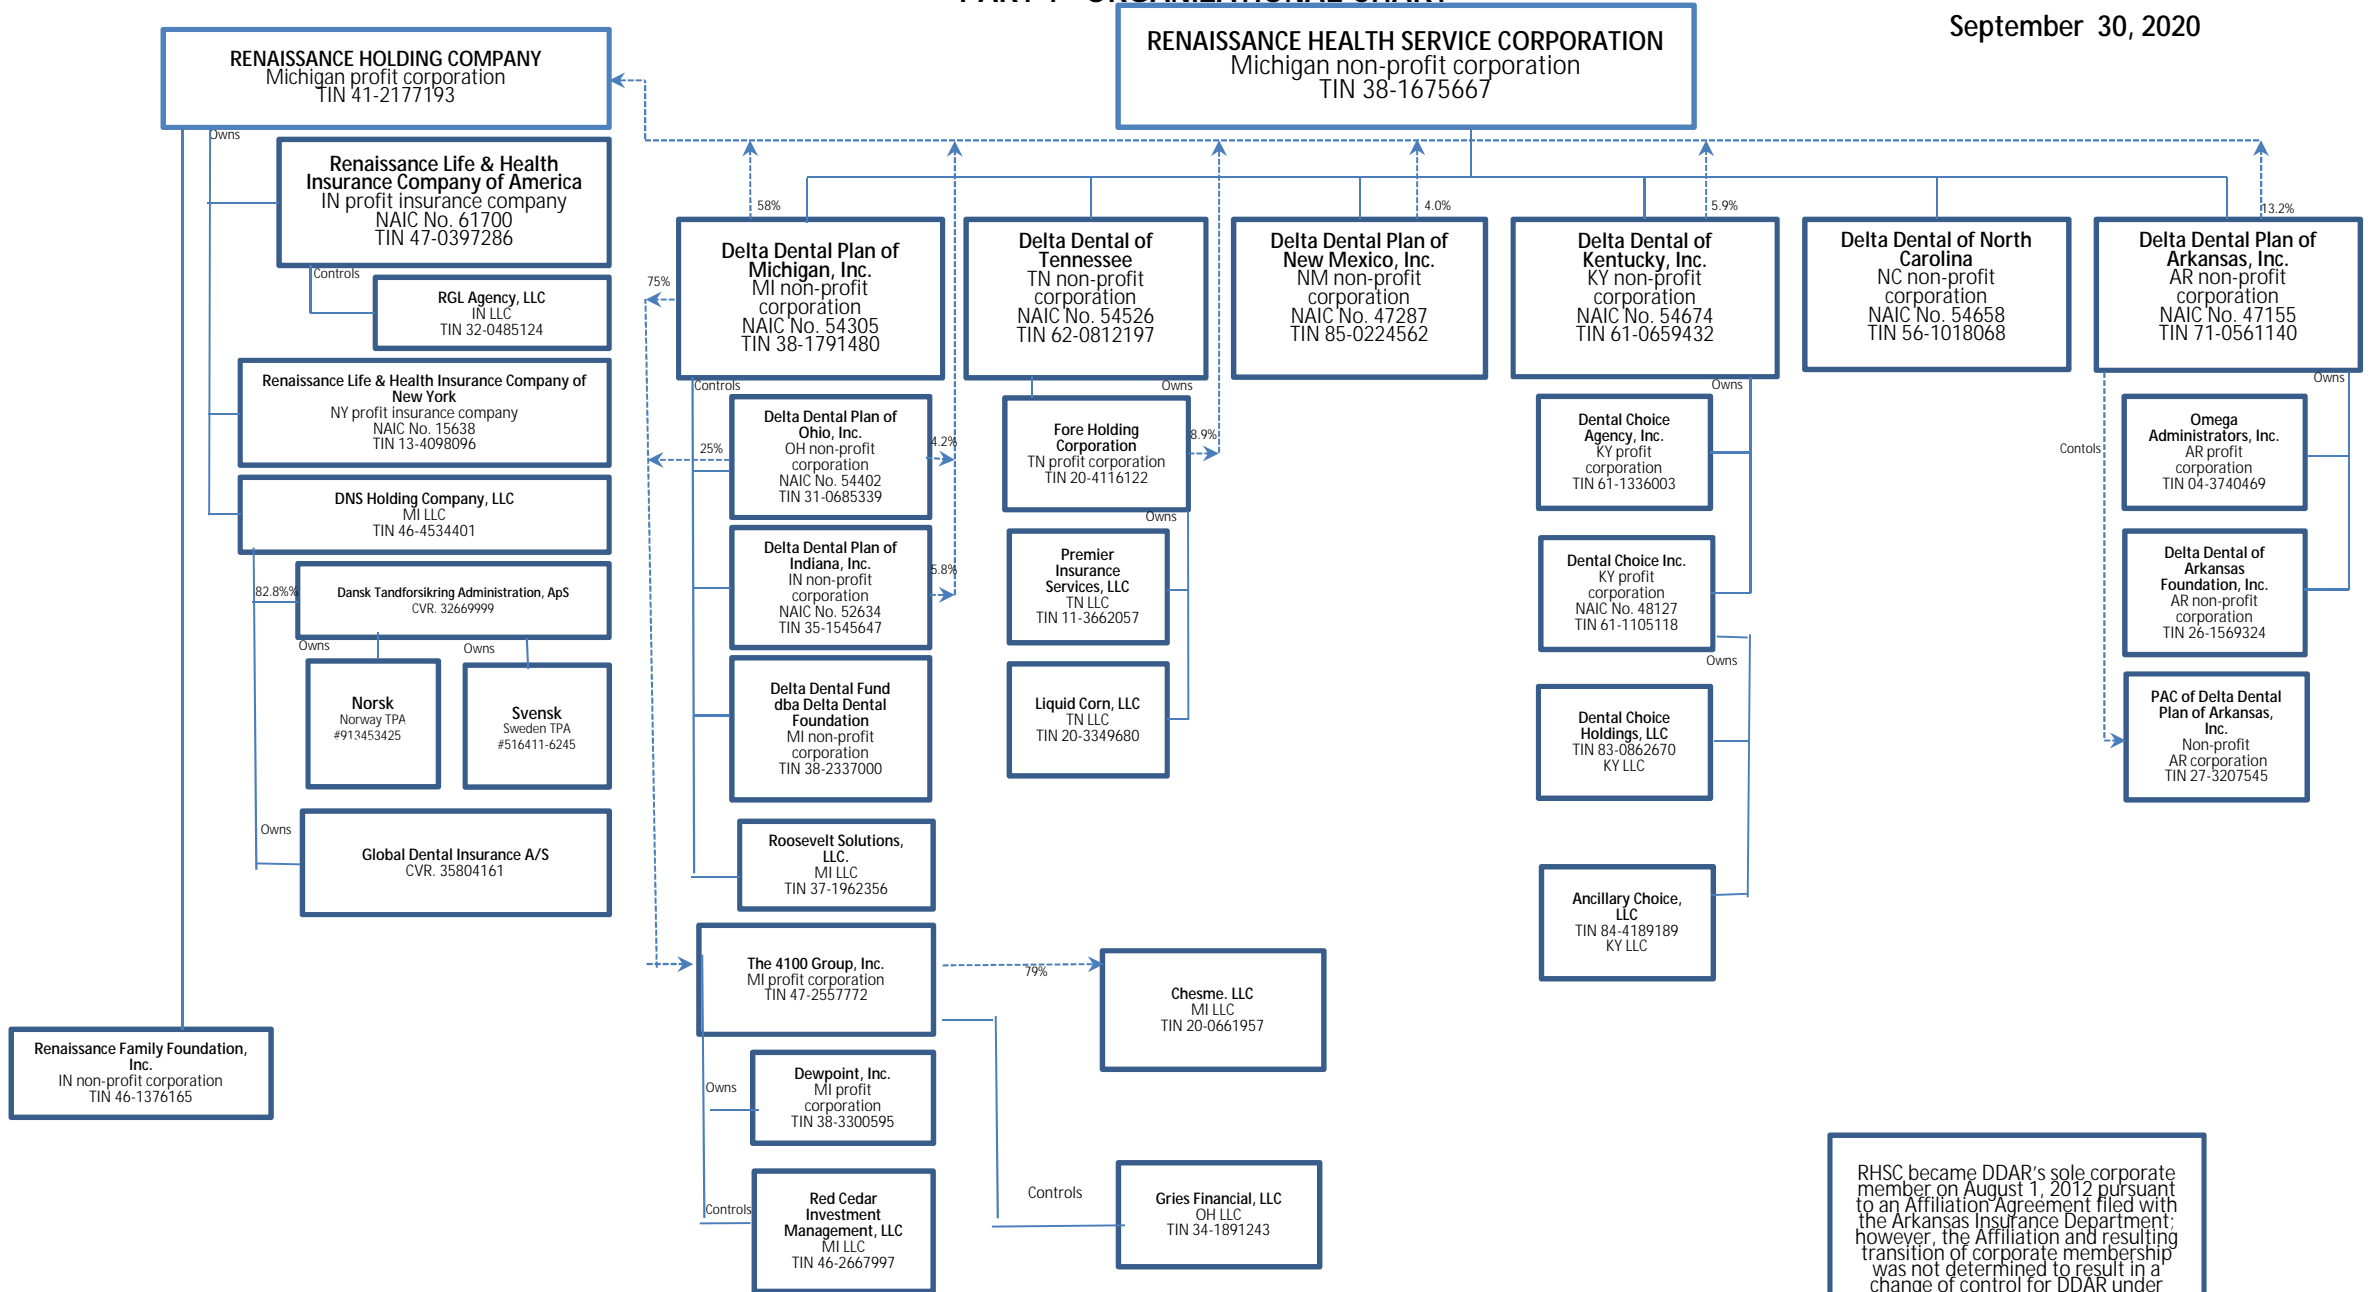 PART 1 - ORGANIZATIONAL CHART
September 30, 2020
RENAISSANCE HOLDING COMPANY
Michigan profit corporation
TIN 41-2177193
RENAISSANCE HEALTH SERVICE CORPORATION
Michigan non-profit corporation
TIN 38-1675667
Owns
Renaissance Life & Health
Insurance Company of America
IN profit insurance company
NAIC No. 61700
TIN 47-0397286
Controls
RGL Agency, LLC
IN LLC
TIN 32-0485124
Renaissance Life & Health Insurance Company of
New York
NY profit insurance company
NAIC No. 15638
TIN 13-4098096
DNS Holding Company, LLC
MI LLC
TIN 46-4534401
82.8%%
Dansk Tandforsikring Administration, ApS
CVR. 32669999
Owns
Owns
Norsk
Norway TPA
#913453425
Svensk
Sweden TPA
#516411-6245
Owns
Global Dental Insurance A/S
CVR. 35804161
Renaissance Family Foundation,
Inc.
IN non-profit corporation
TIN 46-1376165
58%
75%
Delta Dental Plan of
Michigan, Inc.
MI non-profit
corporation
NAIC No. 54305
TIN 38-1791480
Controls
25%
Delta Dental Plan of
Ohio, Inc.
OH non-profit
corporation
NAIC No. 54402
TIN 31-0685339
4.2%
Delta Dental Plan of
Indiana, Inc.
IN non-profit
corporation
NAIC No. 52634
TIN 35-1545647
5.8%
Delta Dental Fund
dba Delta Dental
Foundation
MI non-profit
corporation
TIN 38-2337000
Roosevelt Solutions,
LLC.
MI LLC
TIN 37-1962356
The 4100 Group, Inc.
MI profit corporation
TIN 47-2557772
79%
Chesme. LLC
MI LLC
TIN 20-0661957
Owns
Dewpoint, Inc.
MI profit
corporation
TIN 38-3300595
Controls
Red Cedar
Investment
Management, LLC
MI LLC
TIN 46-2667997
Controls
Gries Financial, LLC
OH LLC
TIN 34-1891243
Delta Dental of
Tennessee
TN non-profit
corporation
NAIC No. 54526
TIN 62-0812197
Owns
Fore Holding
Corporation
TN profit corporation
TIN 20-4116122
8.9%
Owns
Premier
Insurance
Services, LLC
TN LLC
TIN 11-3662057
Liquid Corn, LLC
TN LLC
TIN 20-3349680
4.0%
Delta Dental Plan of
New Mexico, Inc.
NM non-profit
corporation
NAIC No. 47287
TIN 85-0224562
5.9%
Delta Dental of
Kentucky, Inc.
KY non-profit
corporation
NAIC No. 54674
TIN 61-0659432
Owns
Dental Choice
Agency, Inc.
KY profit
corporation
TIN 61-1336003
Dental Choice Inc.
KY profit
corporation
NAIC No. 48127
TIN 61-1105118
Owns
Dental Choice
Holdings, LLC
TIN 83-0862670
KY LLC
Ancillary Choice,
LLC
TIN 84-4189189
KY LLC
Delta Dental of North
Carolina
NC non-profit
corporation
NAIC No. 54658
TIN 56-1018068
13.2%
Delta Dental Plan of
Arkansas, Inc.
AR non-profit
corporation
NAIC No. 47155
TIN 71-0561140
Owns
Contols
Omega
Administrators, Inc.
AR profit
corporation
TIN 04-3740469
Delta Dental of
Arkansas
Foundation, Inc.
AR non-profit
corporation
TIN 26-1569324
PAC of Delta Dental
Plan of Arkansas,
Inc.
Non-profit
AR corporation
TIN 27-3207545
RHSC became DDAR's sole corporate
member on August 1, 2012 pursuant
to an Affiliation Agreement filed with
the Arkansas Insurance Department;
however, the Affiliation and resulting
transition of corporate membership
was not determined to result in a
change of control for DDAR under